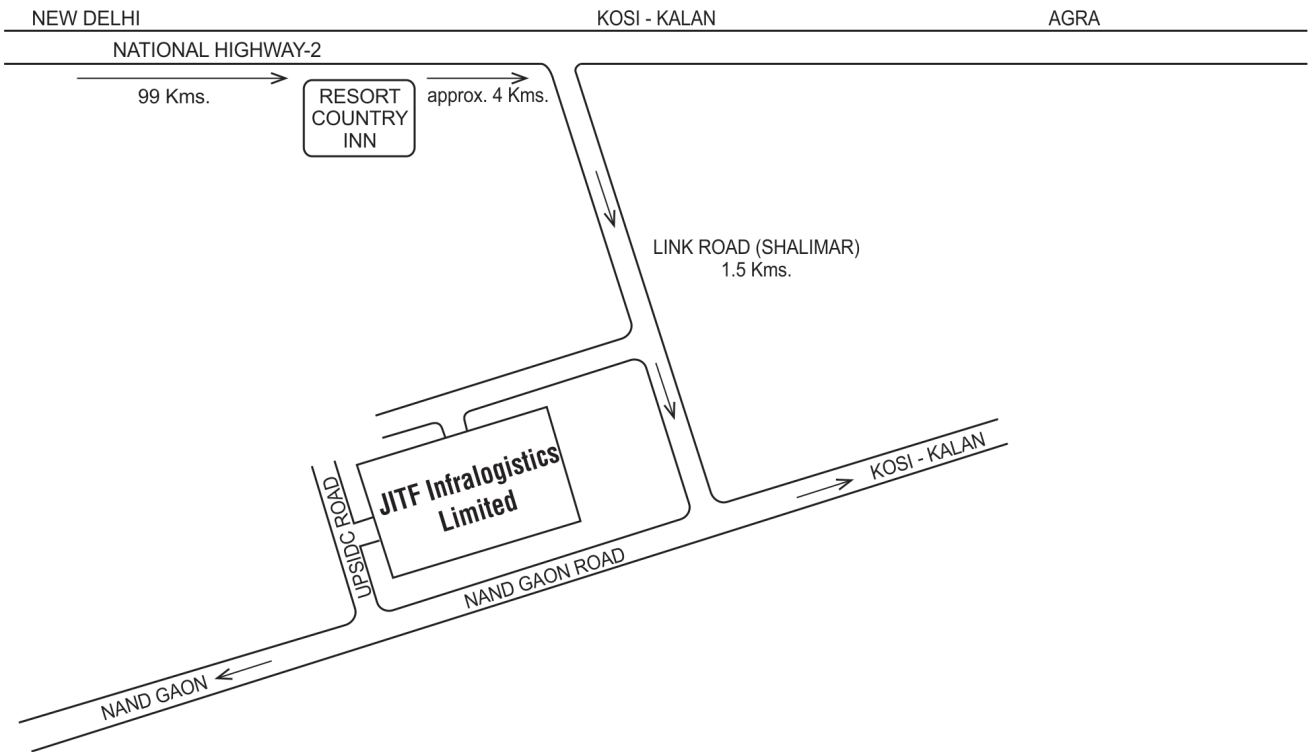 NEW DELHI
KOSI - KALAN
AGRA
NATIONAL HIGHWAY-2
99 Kms.
RESORT
COUNTRY
INN
approx. 4 Kms.
LINK ROAD (SHALIMAR)
1.5 Kms.
KOSI - KALAN
JITF Infralogistics
Limited
UPSIDC ROAD
NAND GAON ROAD
NAND GAON